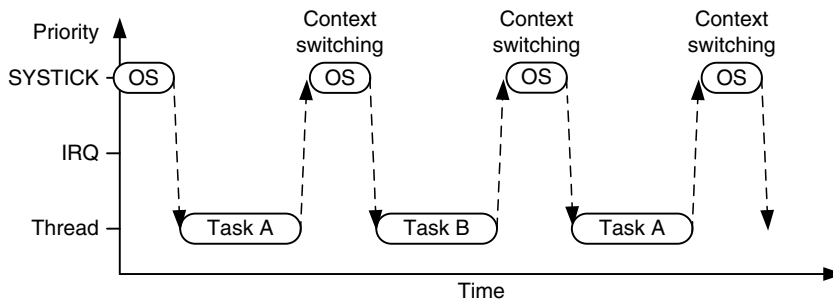 Priority
Context switching
Context switching
Context switching
SYSTICK
OS
OS
OS
OS
IRQ
Thread
Task A
Task B
Task A
Time